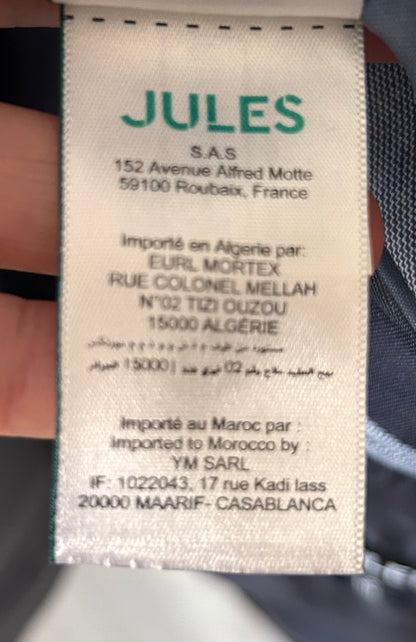 JULES
S.A.S
152 Avenue Alfred Motte
59100 Roubaix, France
Importé en Algerie par:
EURL MORTEX
RUE COLONEL MELLAH
N°02 TIZI OUZOU
15000 ALGÉRIE
15000 الجزائر
Importé au Maroc par :
Imported to Morocco by :
YM SARL
IF: 1022043, 17 rue Kadi Iass
20000 MAARIF- CASABLANCA